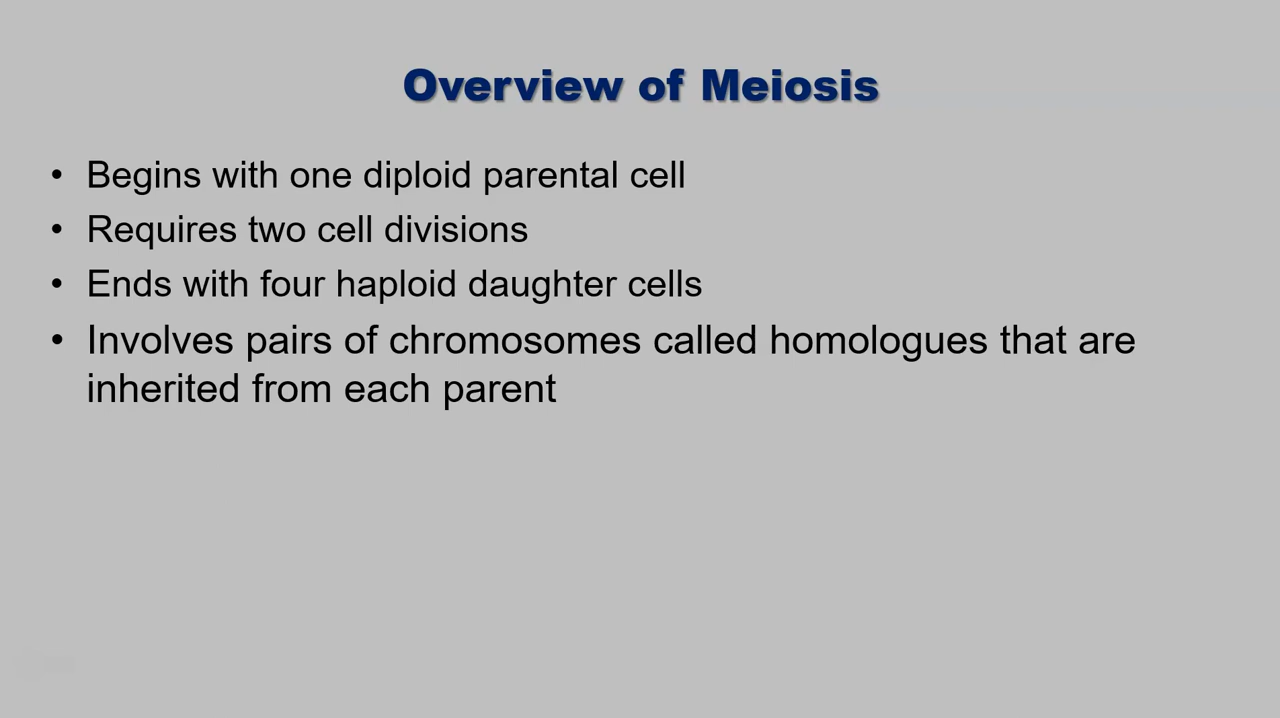 Overview of Meiosis
• Begins with one diploid parental cell
• Requires two cell divisions
• Ends with four haploid daughter cells
• Involves pairs of chromosomes called homologues that are
inherited from each parent